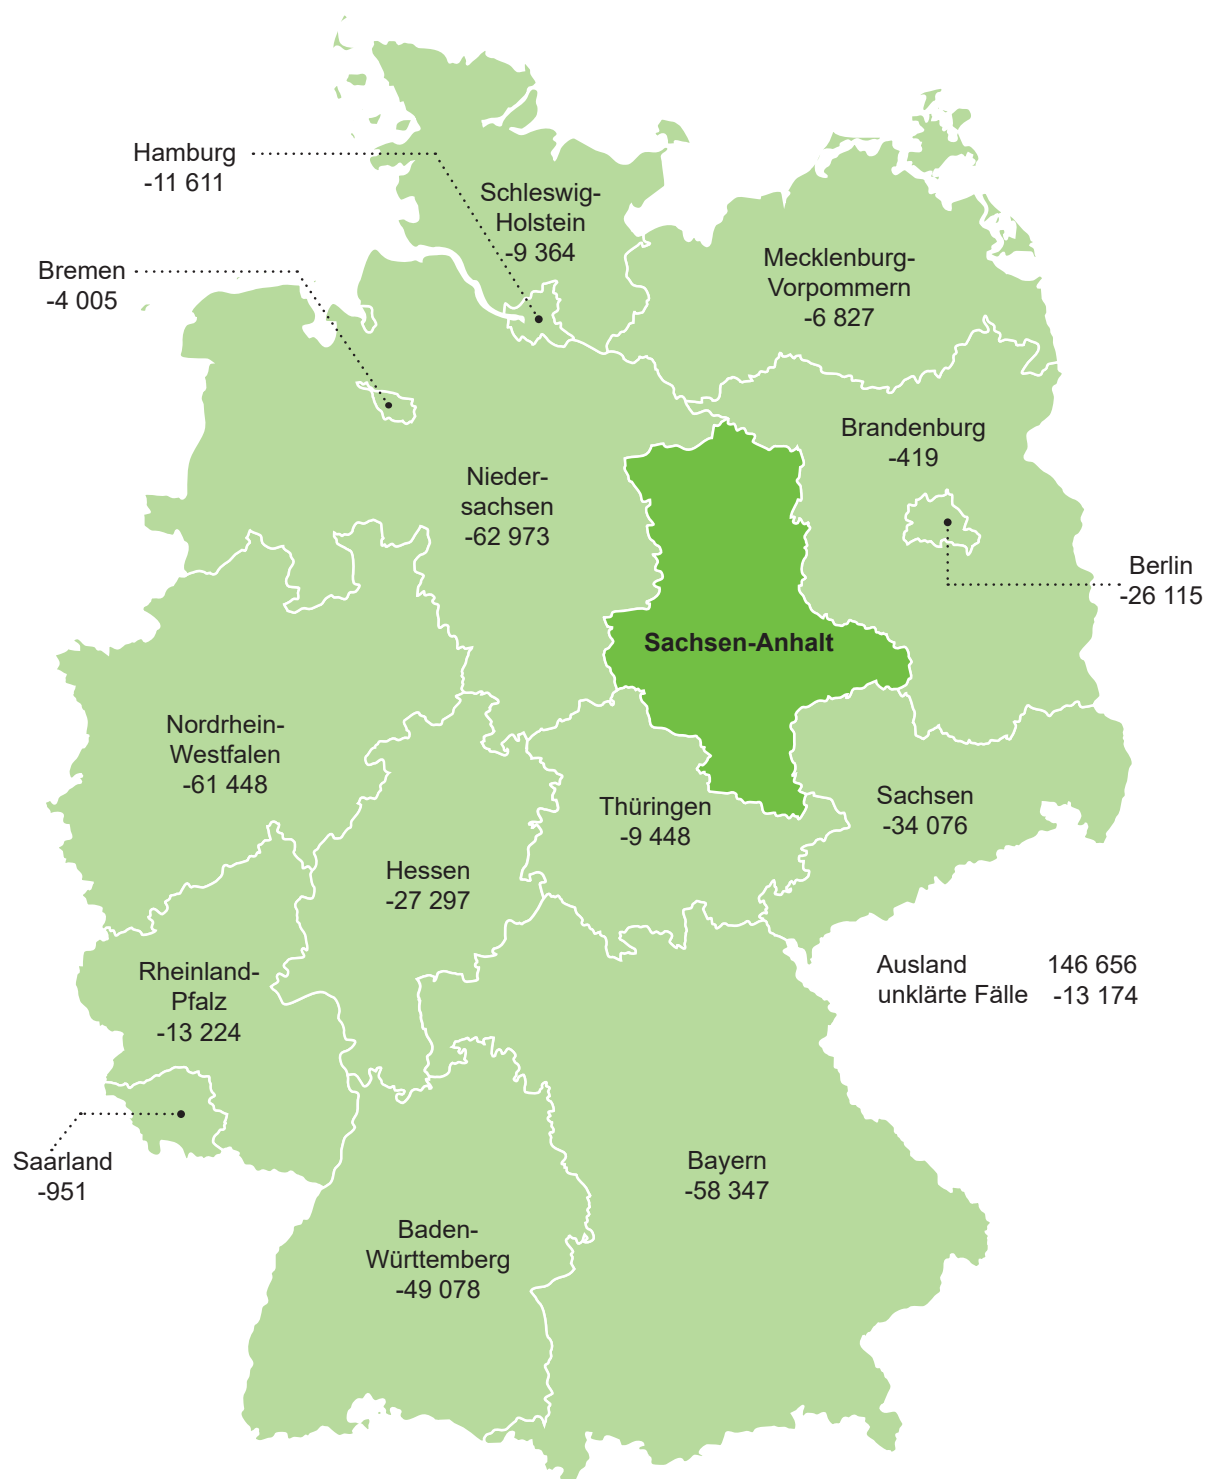 Hamburg
-11 611
Schleswig-
Holstein
-9 364
Mecklenburg-
Vorpommern
-6 827
Bremen
-4 005
Brandenburg
-419
Nieder-
sachsen
-62 973
Berlin
-26 115
Sachsen-Anhalt
Nordrhein-
Westfalen
-61 448
Thüringen
-9 448
Sachsen
-34 076
Hessen
-27 297
Ausland 146 656
unklärte Fälle -13 174
Rheinland-
Pfalz
-13 224
Saarland
-951
Bayern
-58 347
Baden-
Württemberg
-49 078